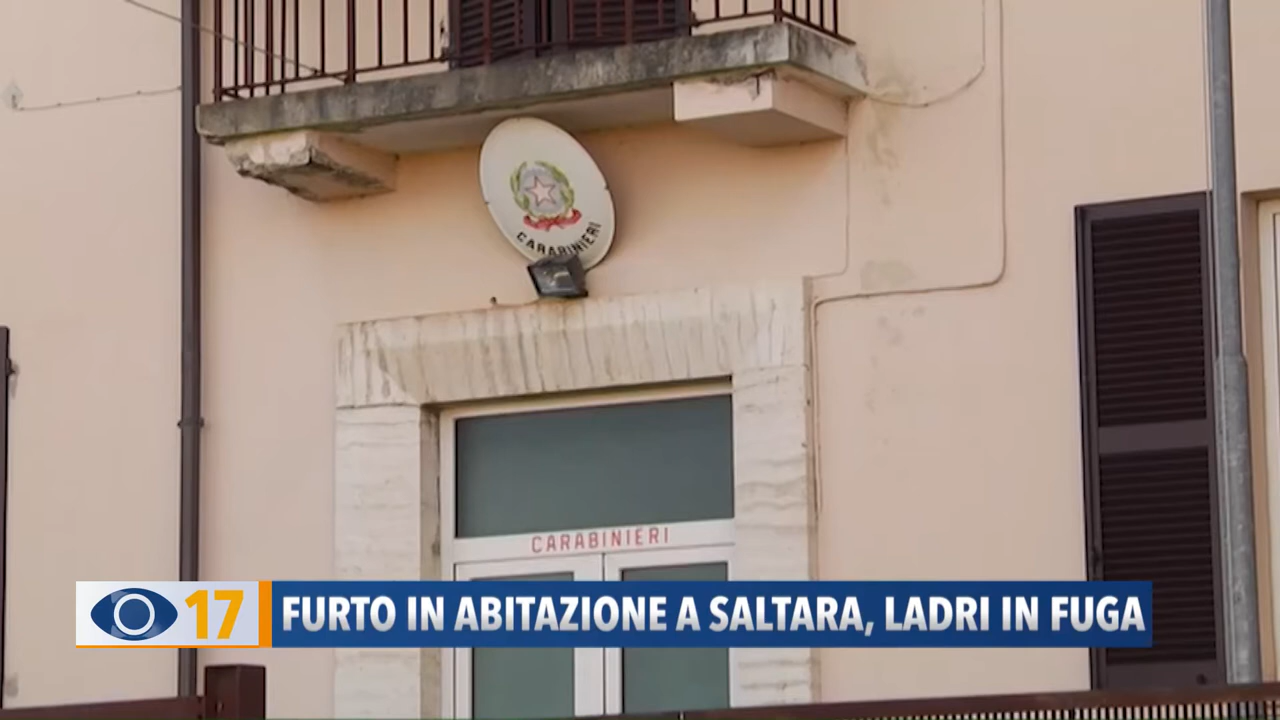 CARABINIERI
CARABINIERI
17 FURTO IN ABITAZIONE A SALTARA, LADRI IN FUGA